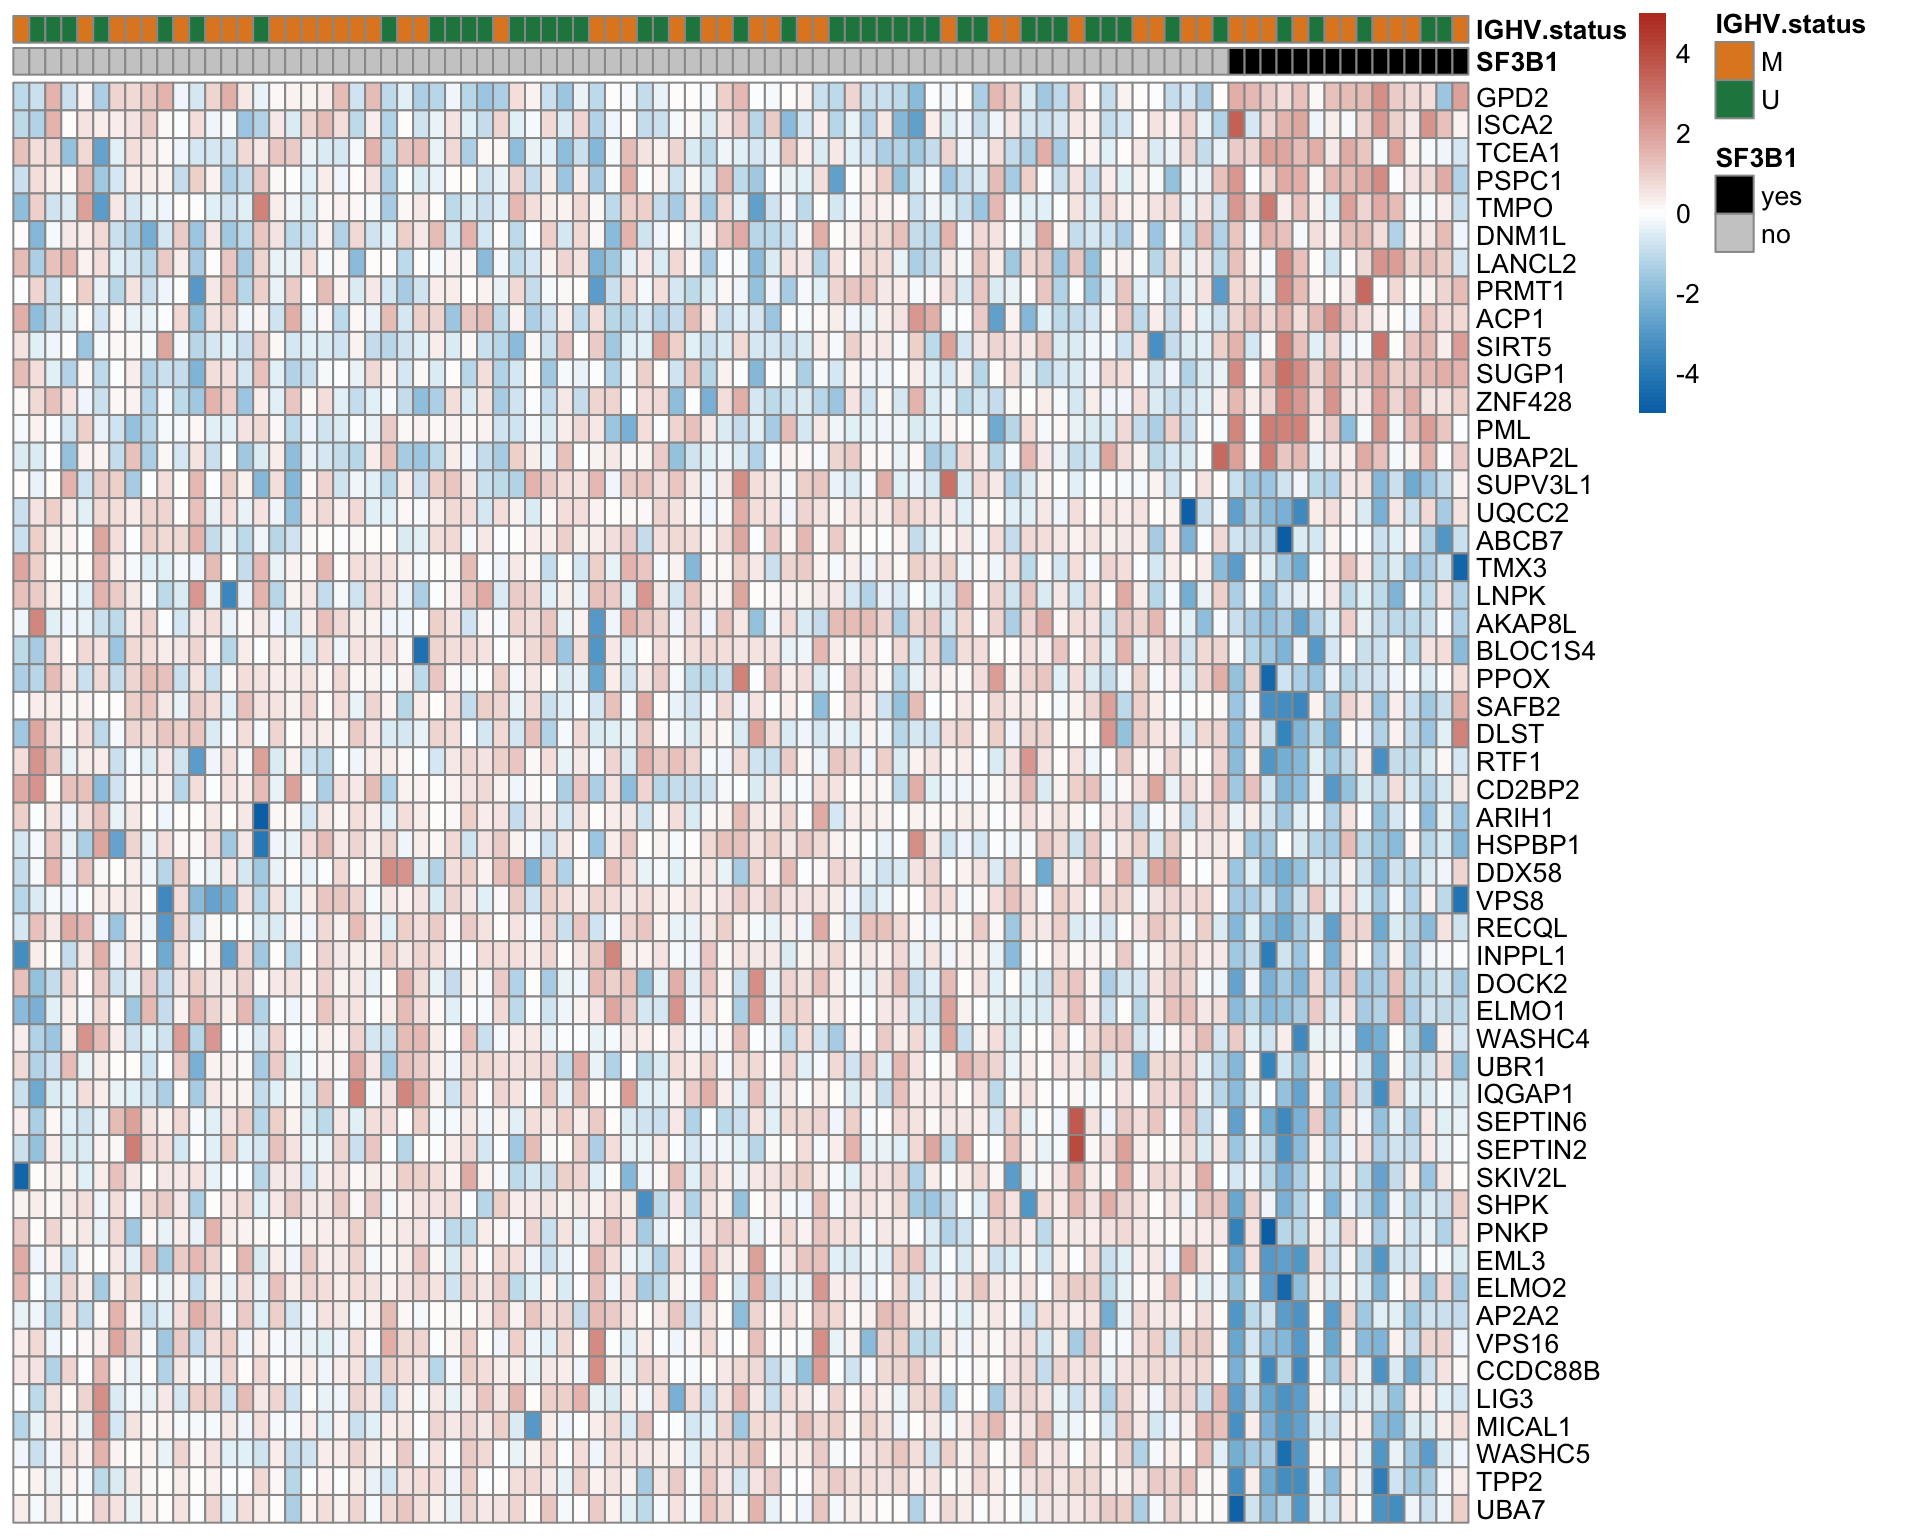 IGHV.status
SF3B1
GPD2
ISCA2
TCEA1
PSPC1
TMPO
DNM1L
LANCL2
PRMT1
ACP1
SIRT5
SUGP1
ZNF428
PML
UBAP2L
SUPV3L1
UQCC2
ABCB7
TMX3
LNPK
AKAP8L
BLOC1S4
PPOX
SAFB2
DLST
RTF1
CD2BP2
ARIH1
HSPBP1
DDX58
VPS8
RECQL
INPPL1
DOCK2
ELMO1
WASHC4
UBR1
IQGAP1
SEPTIN6
SEPTIN2
SKIV2L
SHPK
PNKP
EML3
ELMO2
AP2A2
VPS16
CCDC88B
LIG3
MICAL1
WASHC5
TPP2
UBA7
4
2
0
-2
-4
IGHV.status
M
U
SF3B1
yes
no